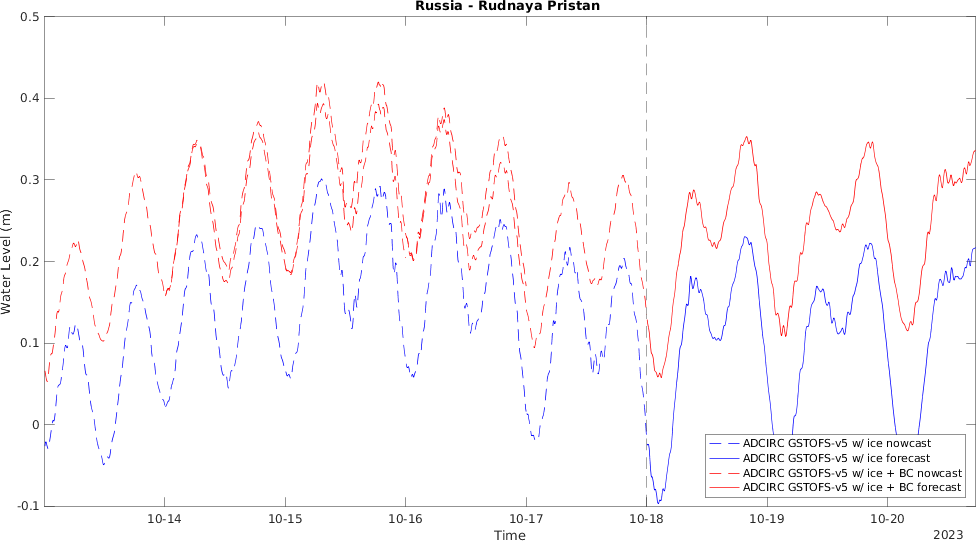 Russia - Rudnaya Pristan
0.5
0.4
0.3
0.2
0.1
0
-0.1
Water Level (m)
ADCIRC GSTOFS-v5 w/ ice nowcast
ADCIRC GSTOFS-v5 w/ ice forecast
ADCIRC GSTOFS-v5 w/ ice + BC nowcast
ADCIRC GSTOFS-v5 w/ ice + BC forecast
10-14 10-15 10-16 10-17 10-18 10-19 10-20
Time
2023